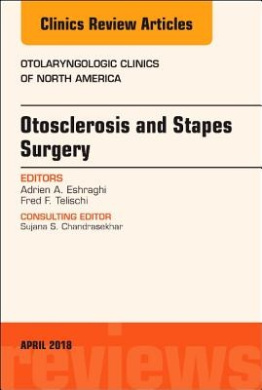 Clinics Review Articles
OTOLARYNGOLOGIC CLINICS
OF NORTH AMERICA
Otosclerosis and Stapes
Surgery
EDITORS
Adrien A. Eshraghi
Fred F. Telischi
CONSULTING EDITOR
Sujana S. Chandrasekhar
APRIL 2018
reviews